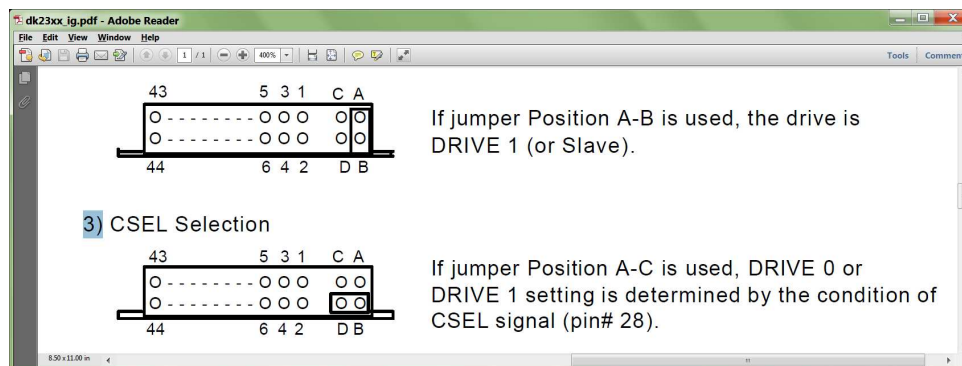 dk23xx_ig.pdf - Adobe Reader
File Edit View Window Help
1 / 1 400% Tools Commen
43 5 3 1 C A
44 6 4 2 D B
If jumper Position A-B is used, the drive is
DRIVE 1 (or Slave).
3) CSEL Selection
43 5 3 1 C A
44 6 4 2 D B
If jumper Position A-C is used, DRIVE 0 or
DRIVE 1 setting is determined by the condition of
CSEL signal (pin# 28).
8.50 x 11.00 in